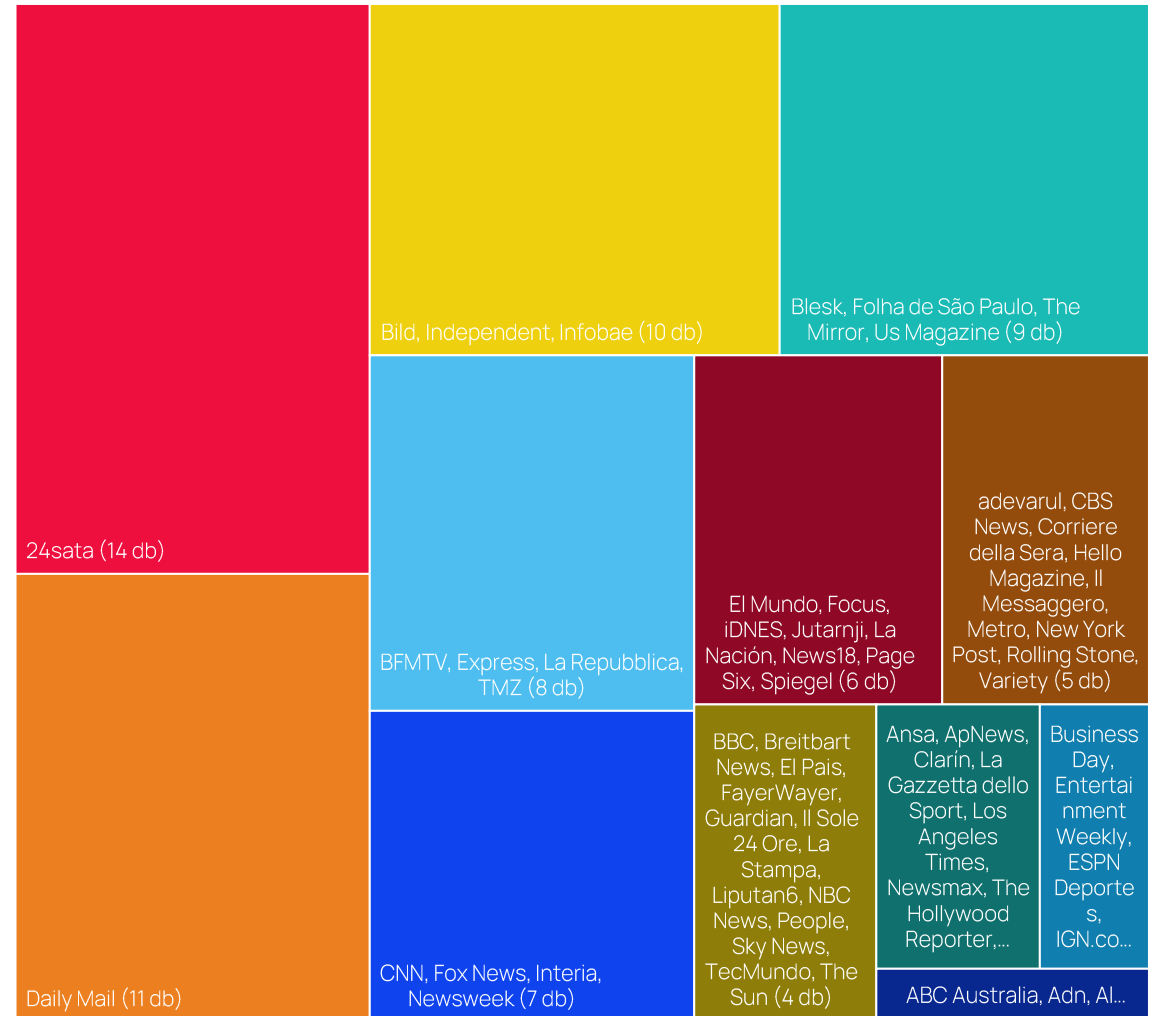 24sata (14 db)
Daily Mail (11 db)
Bild, Independent, Infobae (10 db)
Blesk, Folha de São Paulo, The
Mirror, Us Magazine (9 db)
BFMTV, Express, La Repubblica,
TMZ (8 db)
CNN, Fox News, Interia,
Newsweek (7 db)
El Mundo, Focus,
iDNES, Jutarnji, La
Nación, News18, Page
Six, Spiegel (6 db)
adevarul, CBS
News, Corriere
della Sera, Hello
Magazine, Il
Messaggero,
Metro, New York
Post, Rolling Stone,
Variety (5 db)
BBC, Breitbart
News, El Pais,
FayerWayer,
Guardian, Il Sole
24 Ore, La
Stampa,
Liputan6, NBC
News, People,
Sky News,
TecMundo, The
Sun (4 db)
Ansa, ApNews,
Clarín, La
Gazzetta dello
Sport, Los
Angeles
Times,
Newsmax, The
Hollywood
Reporter,...
Business
Day,
Entertai
nment
Weekly,
ESPN
Deporte
s,
IGN.co...
ABC Australia, Adn, Al...